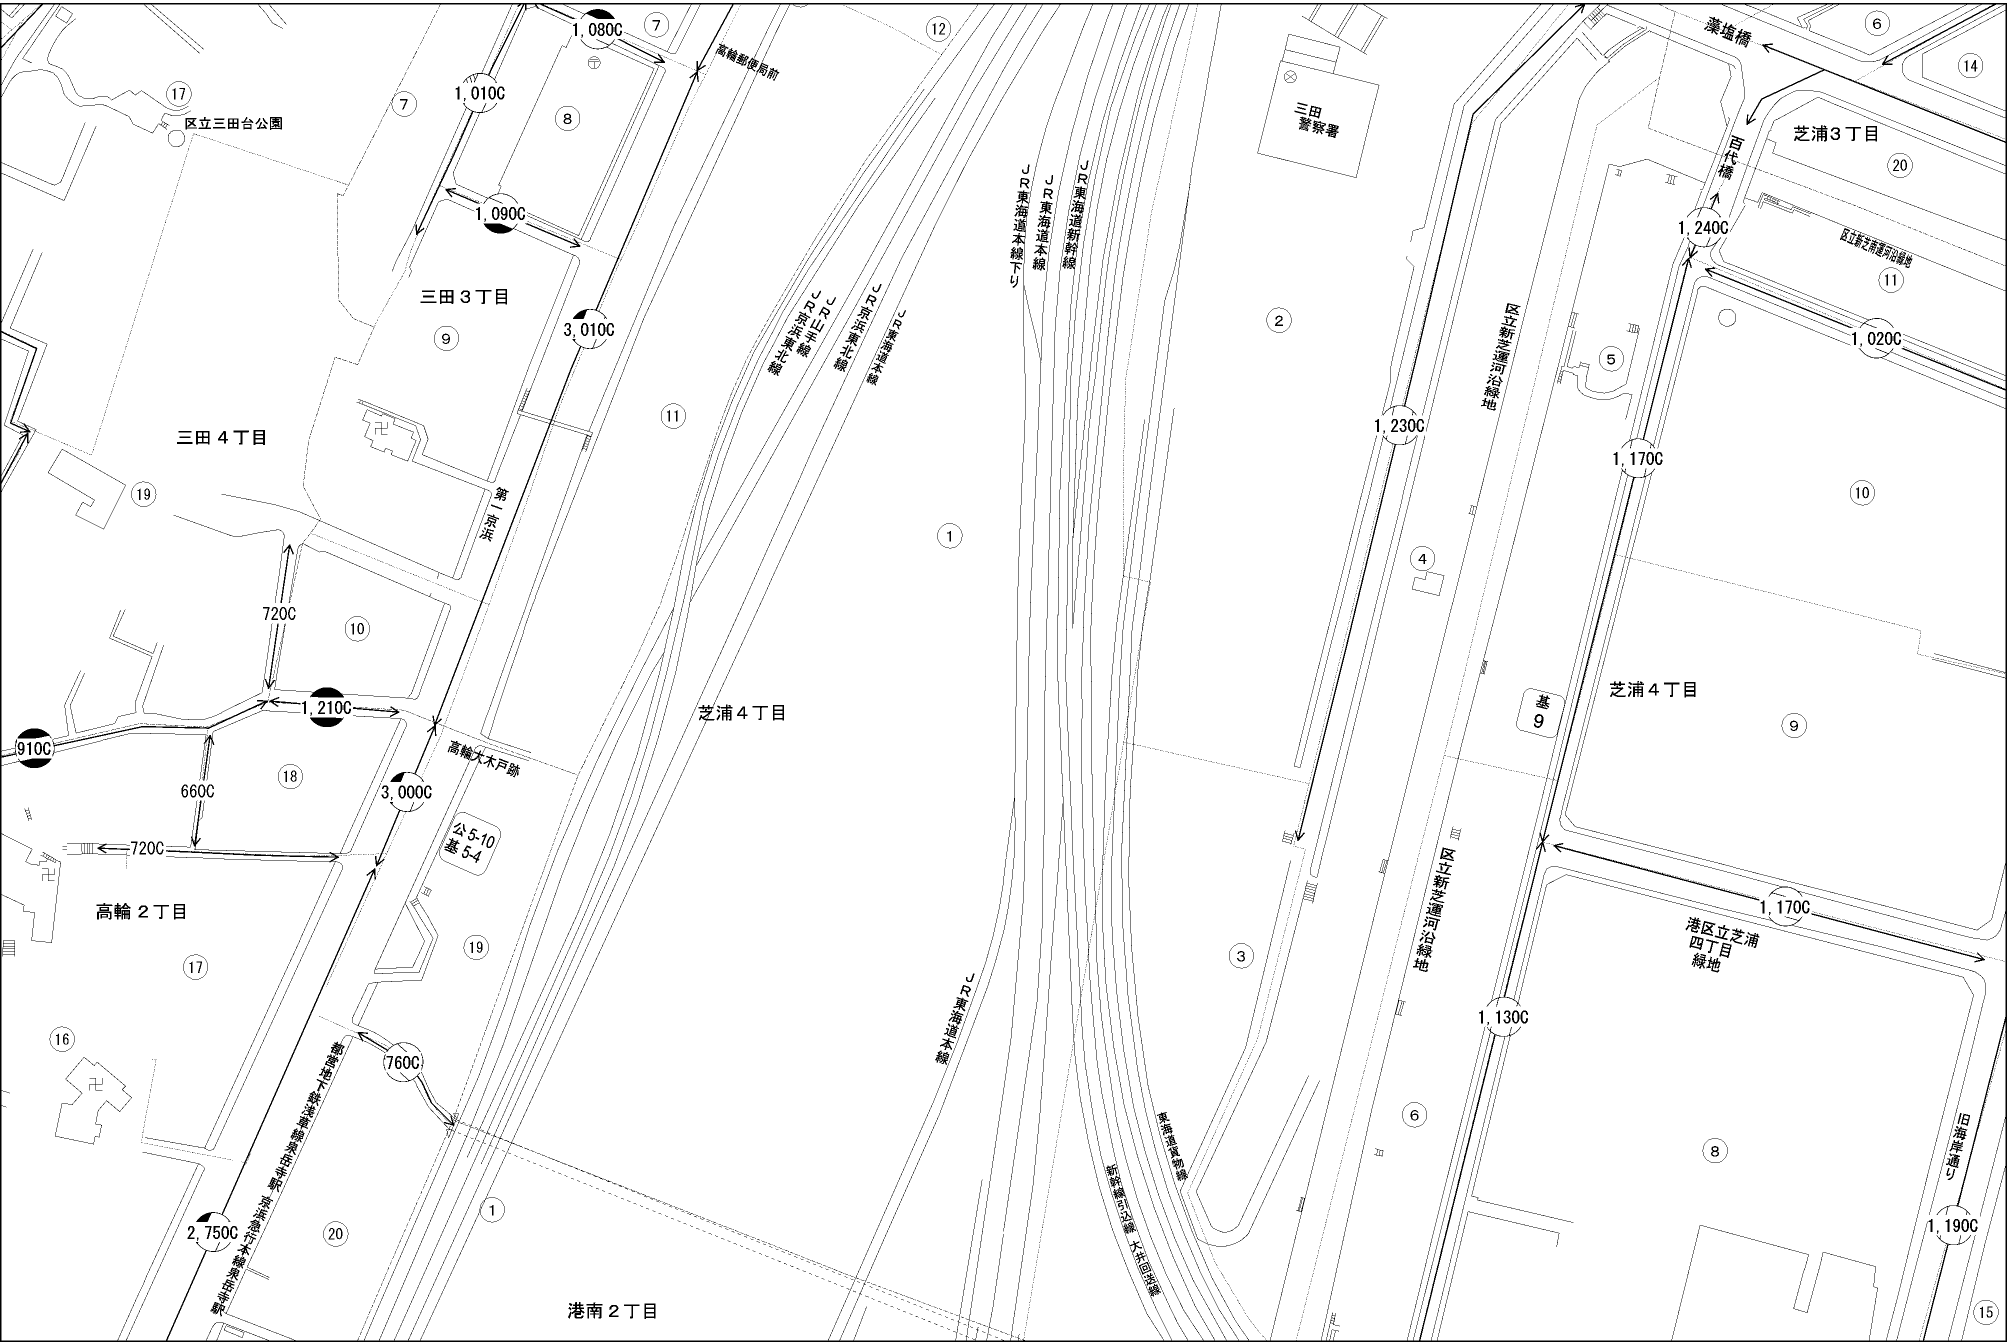 1,080C
7
12
藻塩橋
6
14
高輪郵便局前
17
区立三田台公園
7
1,010C
8
三田
警察署
芝浦3丁目
20
百代橋
1,090C
JR東海道本線下り
JR東海道本線
JR東海道新幹線
1,240C
区立新芝南運河沿緑地
11
三田3丁目
9
3,010C
JR京浜東北線
JR山手線
JR京浜東北線
JR東海道本線
2
区立新芝運河沿緑地
5
1,020C
11
1,230C
三田4丁目
卍
19
第一京浜
1,170C
10
1
4
720C
10
芝浦4丁目
基
9
1,210C
芝浦4丁目
9
910C
高輪大木戸跡
18
660C
3,000C
公5-10
基5-4
720C
卍
高輪2丁目
17
19
3
区立新芝運河沿緑地
1,170C
港区立芝浦
四丁目
緑地
JR東海道本線
1,130C
16
卍
760C
都営地下鉄浅草線泉岳寺駅
京浜急行本線泉岳寺駅
東海道貨物線
6
8
旧海岸通り
新幹線引込線
大井回送線
1
2,750C
20
1,190C
港南2丁目
15